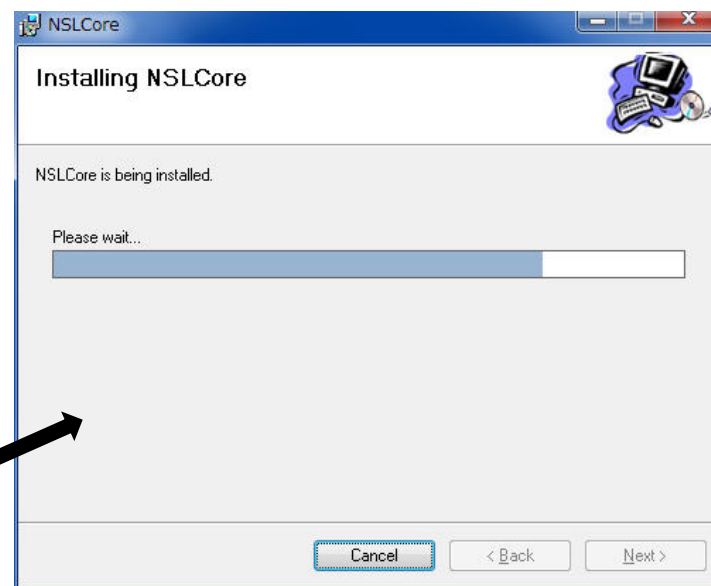 NSLCore
Installing NSLCore
NSLCore is being installed.
Please wait...
Cancel
< Back
Next >